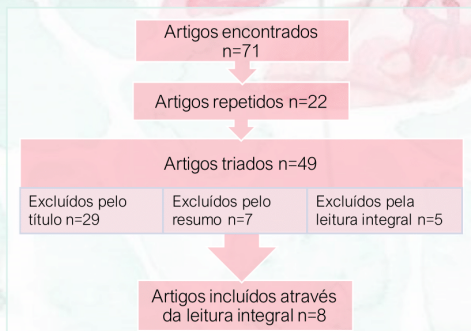 Artigos encontrados
n=71
Artigos repetidos n=22
Artigos triados n=49
Excluídos pelo
título n=29
Excluídos pelo
resumo n=7
Excluídos pela
leitura integral n=5
Artigos incluídos através
da leitura integral n=8